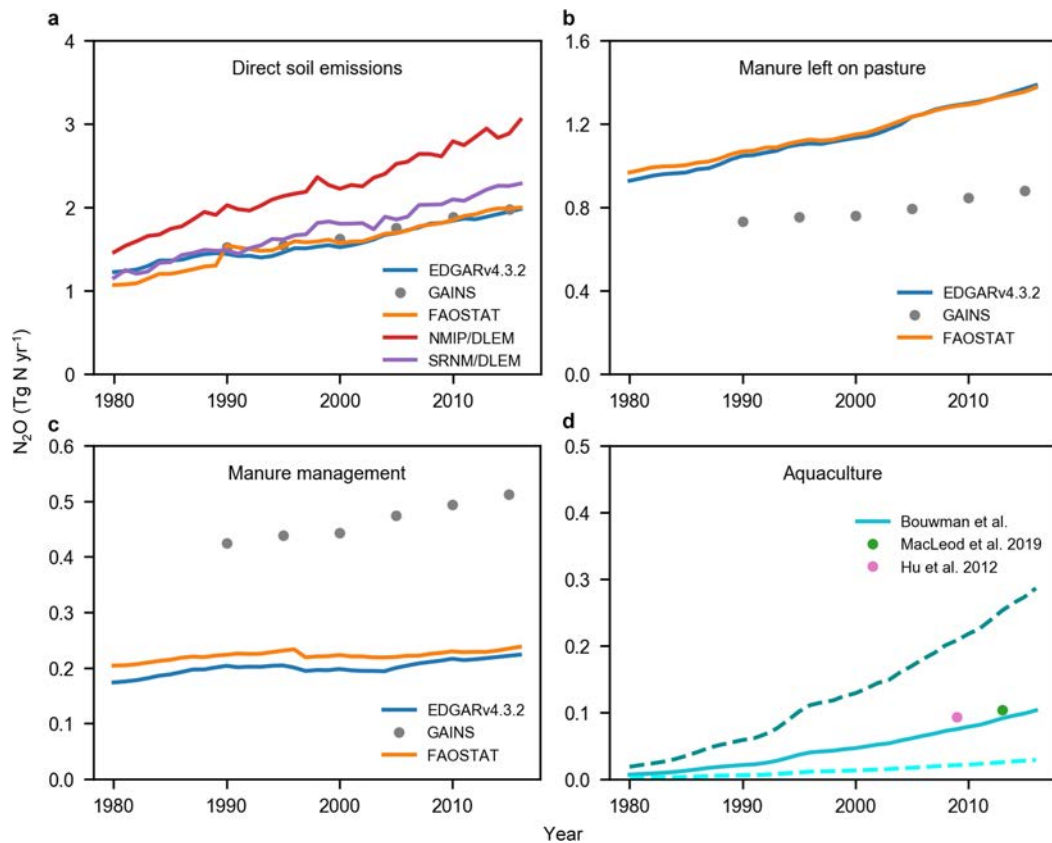 a
Direct soil emissions
4
3
2
1
0
1980
1990
2000
2010
EDGARv4.3.2
GAINS
FAOSTAT
NMIP/DLEM
SRNM/DLEM
b
Manure left on pasture
1.6
1.2
0.8
0.4
0.0
1980
1990
2000
2010
EDGARv4.3.2
GAINS
FAOSTAT
N₂O (Tg N yr⁻¹)
c
Manure management
0.6
0.5
0.4
0.3
0.2
0.1
0.0
1980
1990
2000
2010
EDGARv4.3.2
GAINS
FAOSTAT
d
Aquaculture
0.5
0.4
0.3
0.2
0.1
0.0
1980
1990
2000
2010
Bouwman et al.
MacLeod et al. 2019
Hu et al. 2012
Year